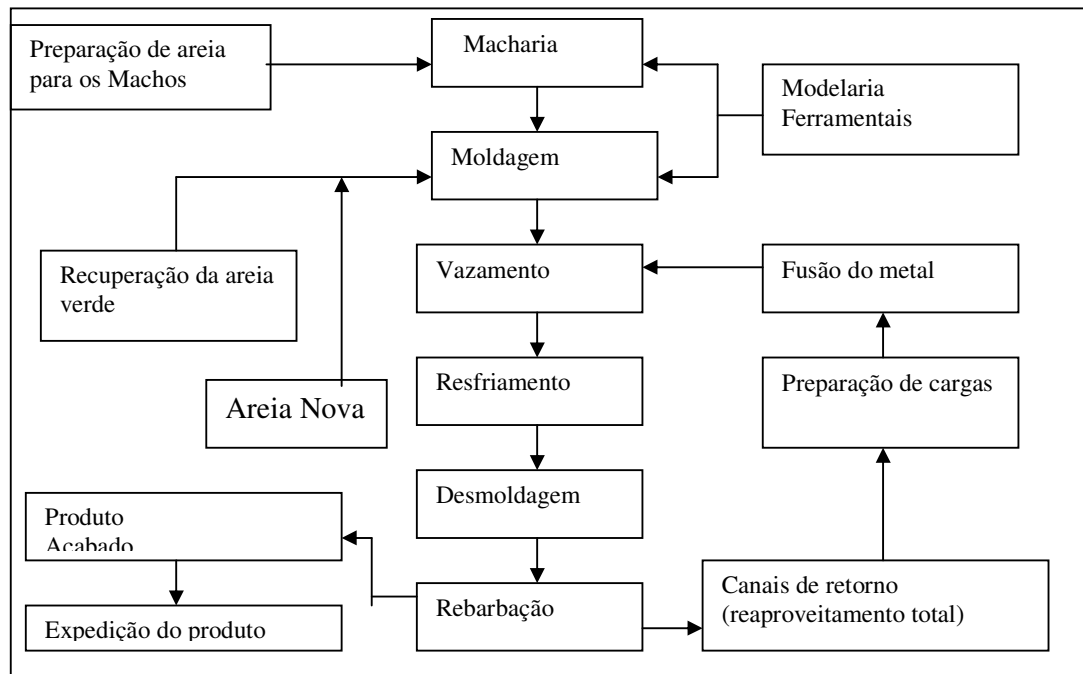 Preparação de areia
para os Machos
Macharia
Modelaria
Ferramentais
Moldagem
Recuperação da areia
verde
Vazamento
Fusão do metal
Areia Nova
Resfriamento
Preparação de cargas
Desmoldagem
Produto
Acabado
Rebarbação
Canais de retorno
(reaproveitamento total)
Expedição do produto